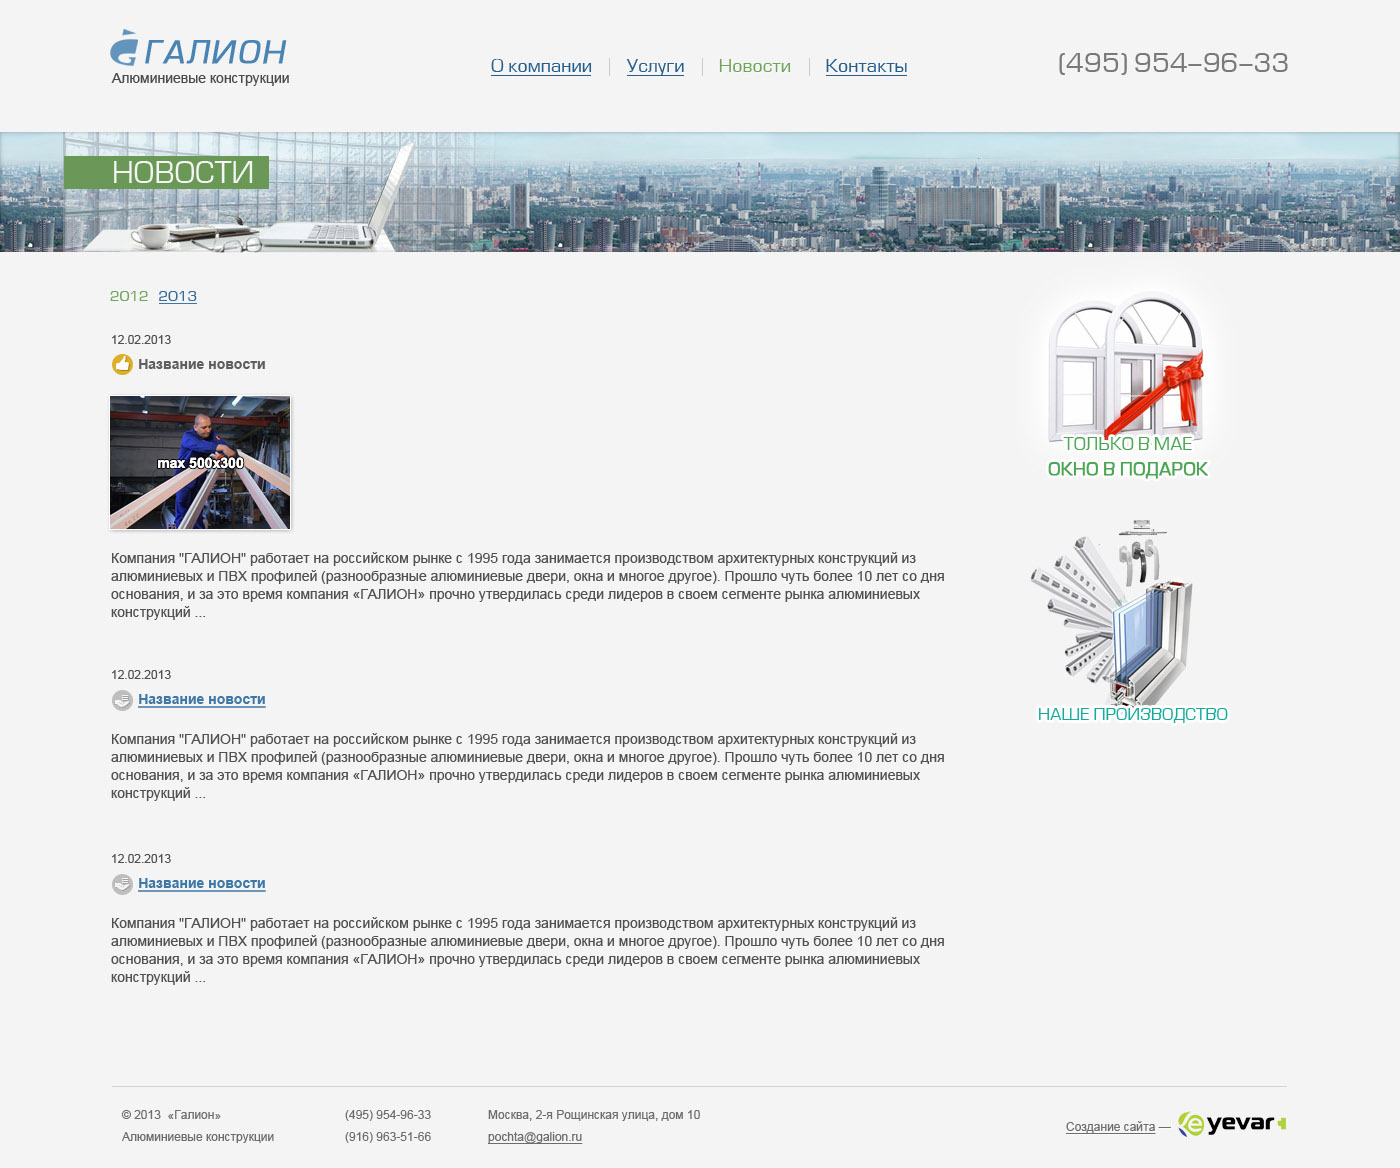 ГАЛИОН
Алюминиевые конструкции
О компании
Услуги
Новости
Контакты
(495) 954–96–33
НОВОСТИ
2012 2013
12.02.2013
Название новости
max 500x300
Компания "ГАЛИОН" работает на российском рынке с 1995 года занимается производством архитектурных конструкций из
алюминиевых и ПВХ профилей (разнообразные алюминиевые двери, окна и многое другое). Прошло чуть более 10 лет со дня
основания, и за это время компания «ГАЛИОН» прочно утвердилась среди лидеров в своем сегменте рынка алюминиевых
конструкций ...
12.02.2013
Название новости
Компания "ГАЛИОН" работает на российском рынке с 1995 года занимается производством архитектурных конструкций из
алюминиевых и ПВХ профилей (разнообразные алюминиевые двери, окна и многое другое). Прошло чуть более 10 лет со дня
основания, и за это время компания «ГАЛИОН» прочно утвердилась среди лидеров в своем сегменте рынка алюминиевых
конструкций ...
12.02.2013
Название новости
Компания "ГАЛИОН" работает на российском рынке с 1995 года занимается производством архитектурных конструкций из
алюминиевых и ПВХ профилей (разнообразные алюминиевые двери, окна и многое другое). Прошло чуть более 10 лет со дня
основания, и за это время компания «ГАЛИОН» прочно утвердилась среди лидеров в своем сегменте рынка алюминиевых
конструкций ...
ТОЛЬКО В МАЕ
ОКНО В ПОДАРОК
НАШЕ ПРОИЗВОДСТВО
© 2013 «Галион»
Алюминиевые конструкции
(495) 954-96-33
(916) 963-51-66
Москва, 2-я Рощинская улица, дом 10
pochta@galion.ru
Создание сайта —
yevar